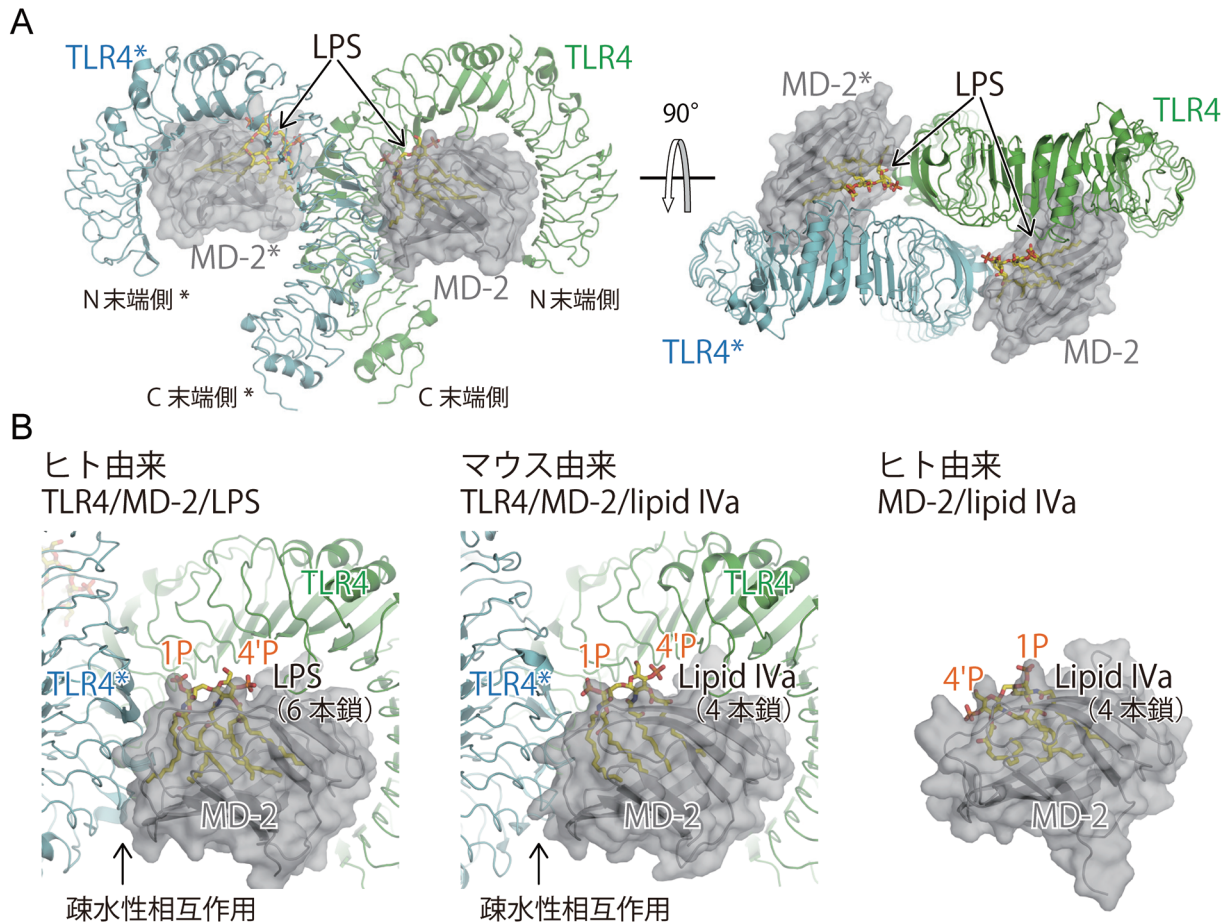 A
TLR4*
LPS
TLR4
MD-2*
MD-2
N 末端側 *
N 末端側
C 末端側 *
C 末端側
90°
MD-2*
LPS
TLR4
TLR4*
MD-2
B
ヒト由来
TLR4/MD-2/LPS
TLR4
1P
4'P
TLR4*
LPS
(6 本鎖)
MD-2
疎水性相互作用
マウス由来
TLR4/MD-2/lipid IVa
TLR4
1P
4'P
TLR4*
Lipid IVa
(4 本鎖)
MD-2
疎水性相互作用
ヒト由来
MD-2/lipid IVa
1P
4'P
Lipid IVa
(4 本鎖)
MD-2